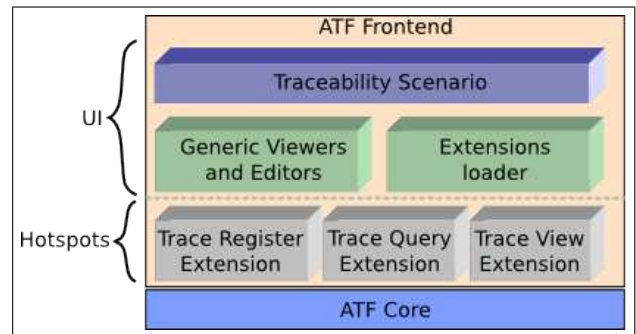 ATF Frontend
Traceability Scenario
UI
Generic Viewers
and Editors
Extensions
loader
Hotspots
Trace Register
Extension
Trace Query
Extension
Trace View
Extension
ATF Core